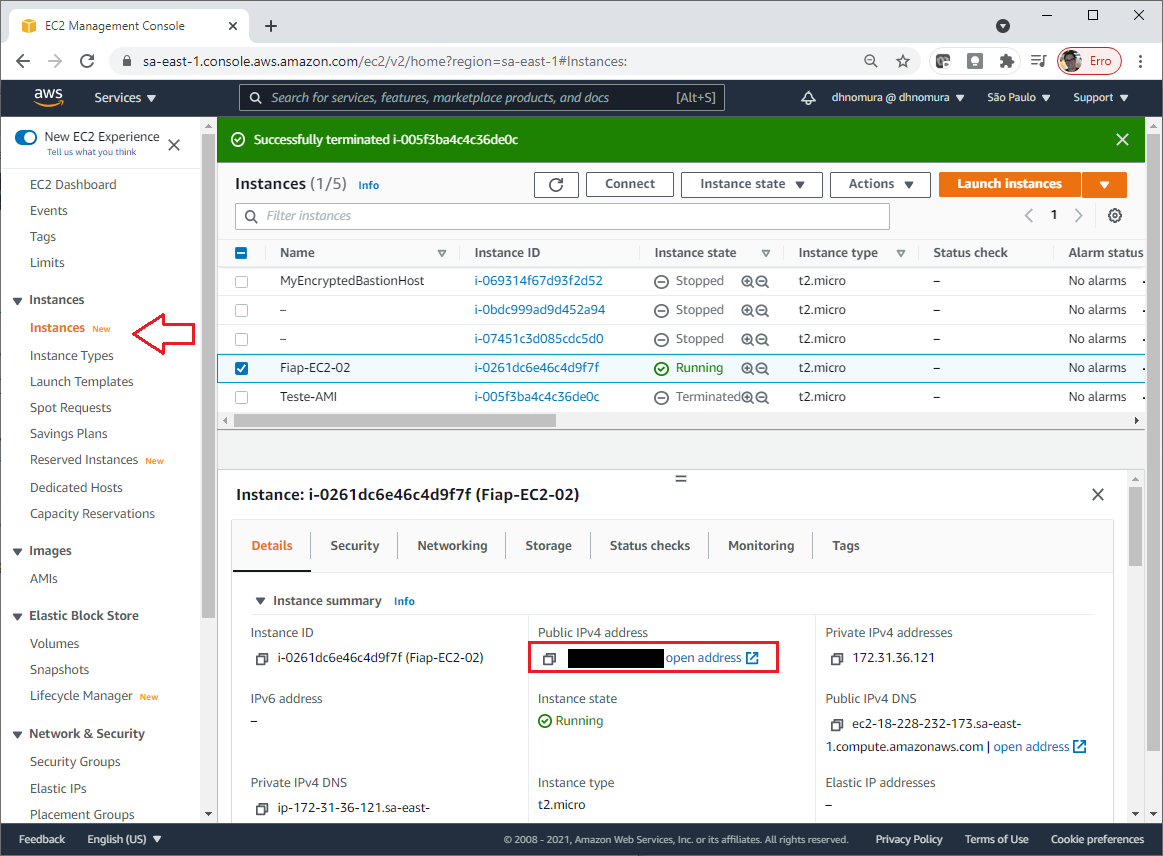 EC2 Management Console
sa-east-1.console.aws.amazon.com/ec2/v2/home?region=sa-east-1#Instances:
Erro
aws
Services
Search for services, features, marketplace products, and docs
[Alt+S]
dhnomura @ dhnomura
São Paulo
Support
New EC2 Experience
Tell us what you think
EC2 Dashboard
Events
Tags
Limits
Instances
Instances New
Instance Types
Launch Templates
Spot Requests
Savings Plans
Reserved Instances New
Dedicated Hosts
Capacity Reservations
Images
AMIs
Elastic Block Store
Volumes
Snapshots
Lifecycle Manager New
Network & Security
Security Groups
Elastic IPs
Placement Groups
Successfully terminated i-005f3ba4c4c36de0c
Instances (1/5) Info
Connect
Instance state
Actions
Launch instances
Filter instances
1
Name Instance ID Instance state Instance type Status check Alarm status
MyEncryptedBastionHost i-069314f67d93f2d52 Stopped t2.micro – No alarms
– i-0bdc999ad9d452a94 Stopped t2.micro – No alarms
– i-07451c3d085cdc5d0 Stopped t2.micro – No alarms
Fiap-EC2-02 i-0261dc6e46c4d9f7f Running t2.micro – No alarms
Teste-AMI i-005f3ba4c4c36de0c Terminated t2.micro – No alarms
Instance: i-0261dc6e46c4d9f7f (Fiap-EC2-02)
Details Security Networking Storage Status checks Monitoring Tags
Instance summary Info
Instance ID
i-0261dc6e46c4d9f7f (Fiap-EC2-02)
Public IPv4 address
open address
Private IPv4 addresses
172.31.36.121
IPv6 address
–
Instance state
Running
Public IPv4 DNS
ec2-18-228-232-173.sa-east-
1.compute.amazonaws.com | open address
Private IPv4 DNS
ip-172-31-36-121.sa-east-
Instance type
t2.micro
Elastic IP addresses
–
Feedback
English (US)
© 2008 - 2021, Amazon Web Services, Inc. or its affiliates. All rights reserved.
Privacy Policy
Terms of Use
Cookie preferences